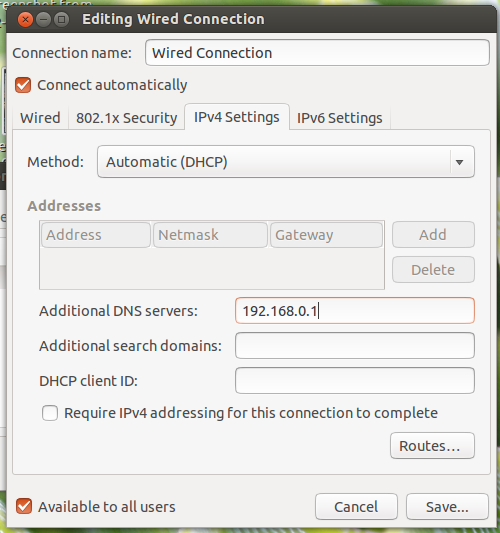 Editing Wired Connection
Connection name: Wired Connection
Connect automatically
Wired 802.1x Security IPv4 Settings IPv6 Settings
Method: Automatic (DHCP)
Addresses
Address Netmask Gateway Add
Delete
Additional DNS servers: 192.168.0.1
Additional search domains:
DHCP client ID:
Require IPv4 addressing for this connection to complete
Routes...
Available to all users Cancel Save...